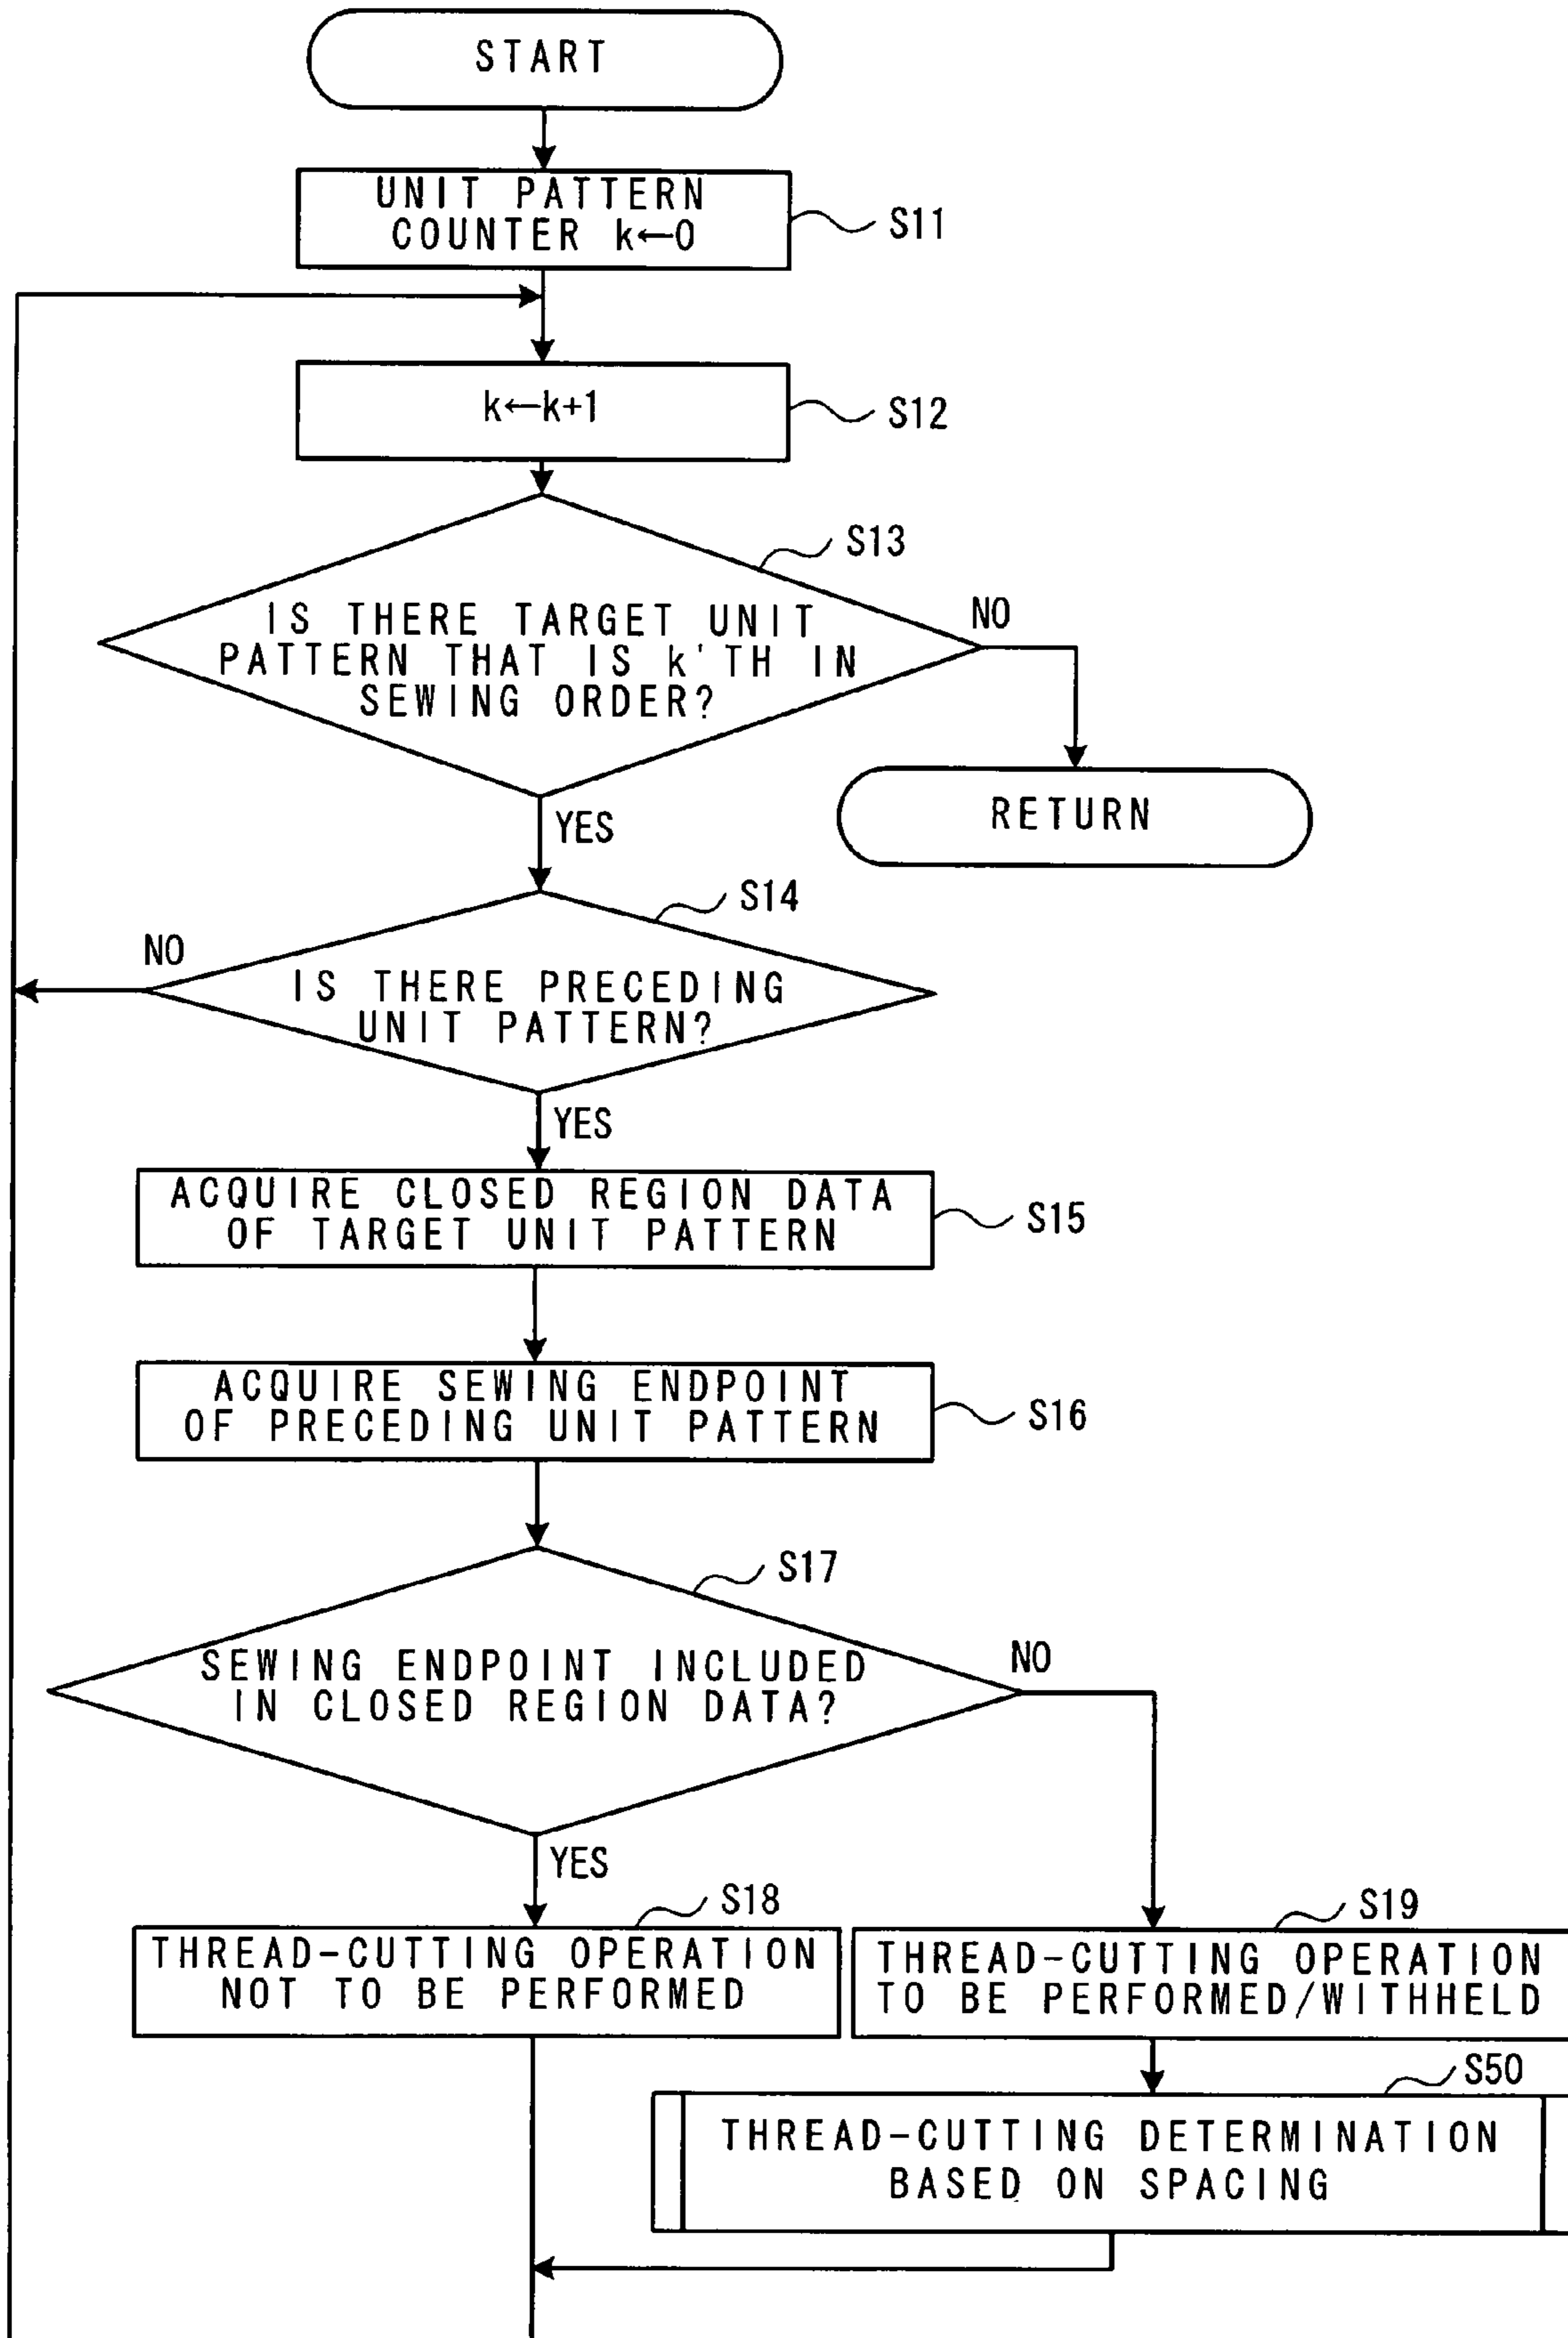 START
UNIT PATTERN
COUNTER k←0
S11
k←k+1
S12
S13
IS THERE TARGET UNIT
PATTERN THAT IS k'TH IN
SEWING ORDER?
NO
RETURN
YES
S14
NO
IS THERE PRECEDING
UNIT PATTERN?
YES
ACQUIRE CLOSED REGION DATA
OF TARGET UNIT PATTERN
S15
ACQUIRE SEWING ENDPOINT
OF PRECEDING UNIT PATTERN
S16
S17
SEWING ENDPOINT INCLUDED
IN CLOSED REGION DATA?
NO
YES
S18
THREAD-CUTTING OPERATION
NOT TO BE PERFORMED
S19
THREAD-CUTTING OPERATION
TO BE PERFORMED/WITHHELD
S50
THREAD-CUTTING DETERMINATION
BASED ON SPACING